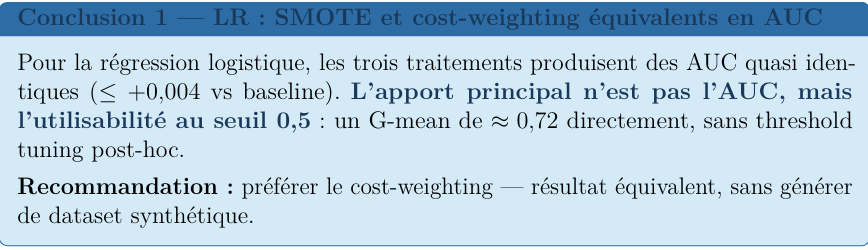 Conclusion 1 — LR : SMOTE et cost-weighting équivalents en AUC
Pour la régression logistique, les trois traitements produisent des AUC quasi iden-
tiques (≤ +0,004 vs baseline). L'apport principal n'est pas l'AUC, mais
l'utilisabilité au seuil 0,5 : un G-mean de ≈ 0,72 directement, sans threshold
tuning post-hoc.
Recommandation : préférer le cost-weighting — résultat équivalent, sans générer
de dataset synthétique.